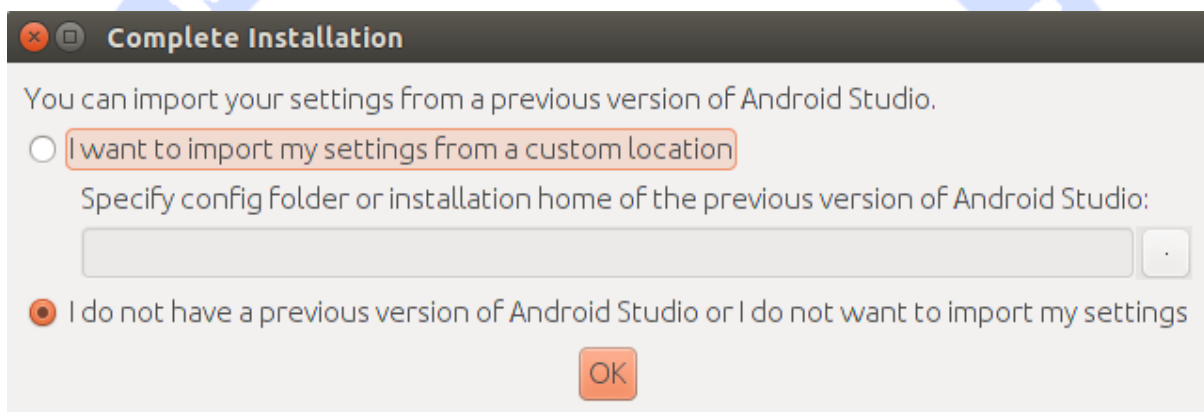 Complete Installation
You can import your settings from a previous version of Android Studio.
I want to import my settings from a custom location
Specify config folder or installation home of the previous version of Android Studio:
.
I do not have a previous version of Android Studio or I do not want to import my settings
OK